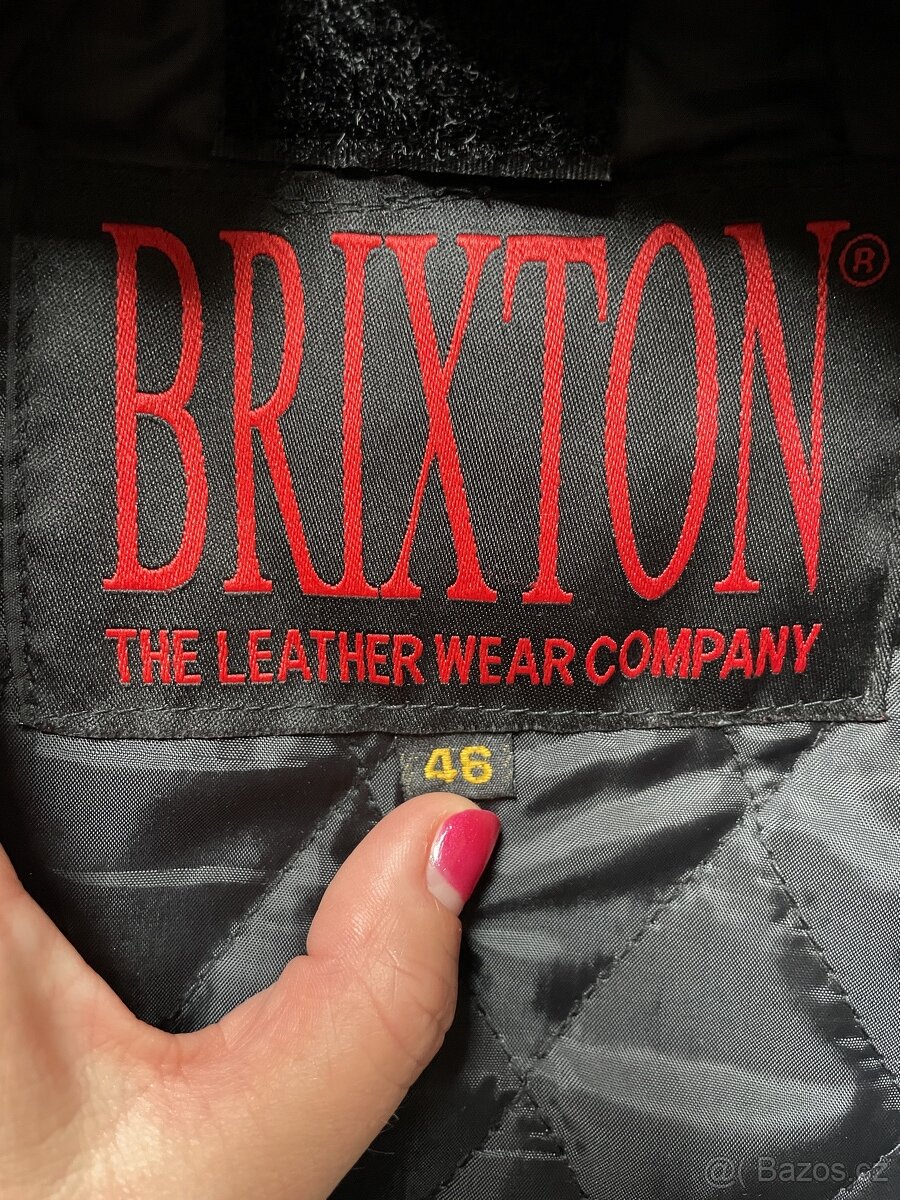 BRIXTON®
THE LEATHER WEAR COMPANY
46
@( Bazos.cz